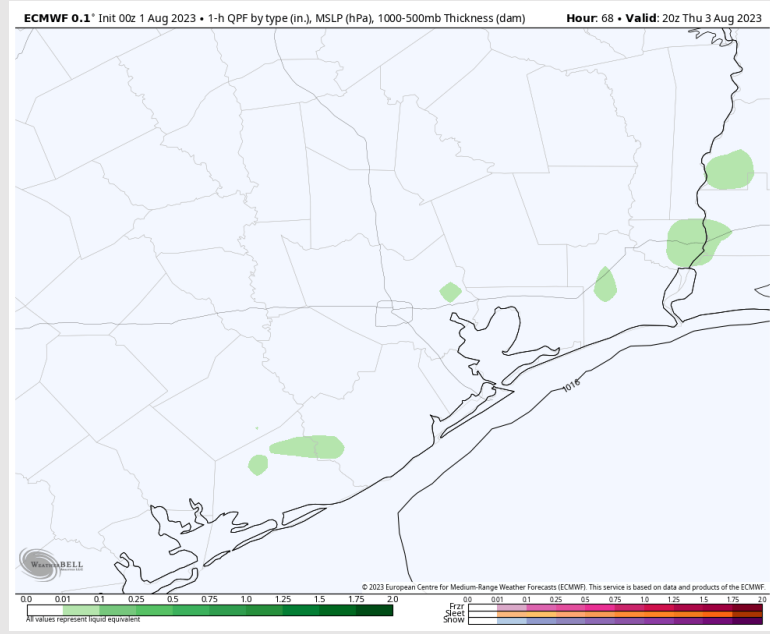 ECMWF 0.1° Init 00z 1 Aug 2023 • 1-h QPF by type (in.), MSLP (hPa), 1000-500mb Thickness (dam) Hour: 68 • Valid: 20z Thu 3 Aug 2023
1016
WEATHERBELL
© 2023 European Centre for Medium-Range Weather Forecasts (ECMWF). This service is based on data and products of the ECMWF.
0.0 0.01 0.1 0.25 0.5 0.75 1.0 1.25 1.5 1.75 2.0
All values represent liquid equivalent
0.0 0.01 0.1 0.25 0.5 0.75 1.0 1.25 1.5 1.75 2.0
Frzr
Sleet
Snow